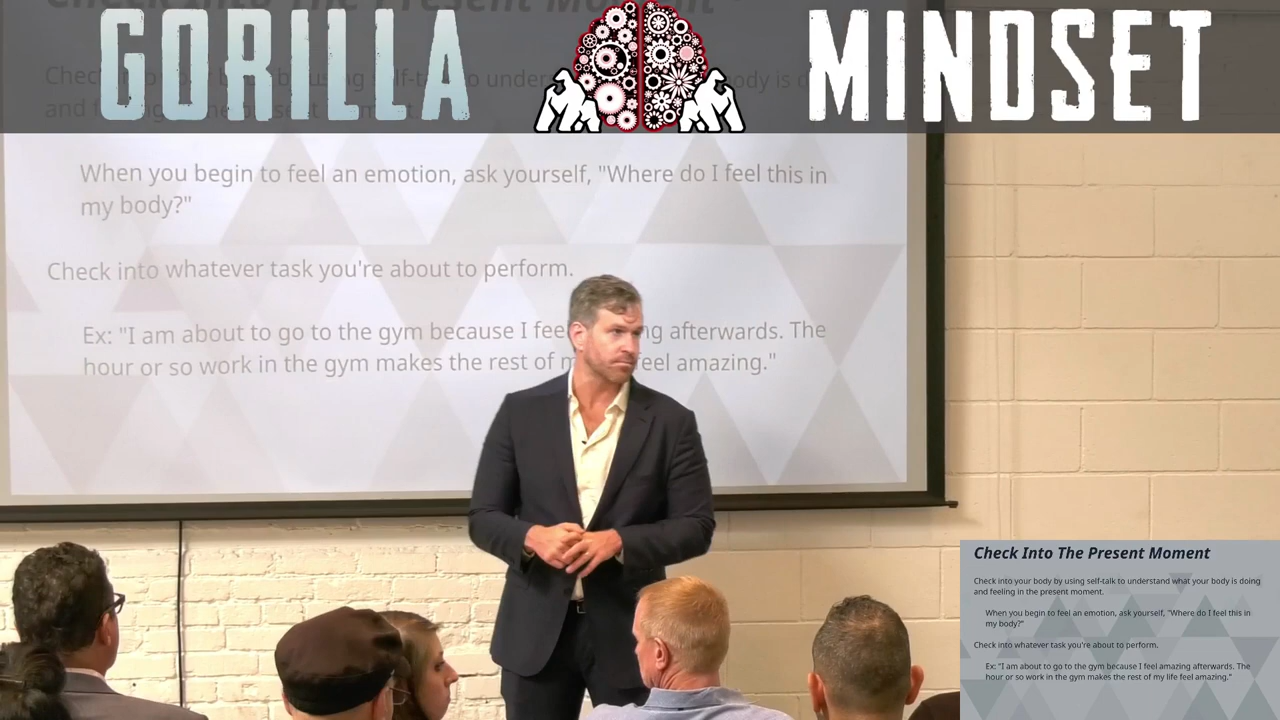 GORILLA MINDSET
When you begin to feel an emotion, ask yourself, "Where do I feel this in
my body?"
Check into whatever task you're about to perform.
Ex: "I am about to go to the gym because I fee ng afterwards. The
hour or so work in the gym makes the rest of m eel amazing."
Check Into The Present Moment
Check into your body by using self-talk to understand what your body is doing
and feeling in the present moment.
When you begin to feel an emotion, ask yourself, "Where do I feel this in
my body?"
Check into whatever task you're about to perform.
Ex: "I am about to go to the gym because I feel amazing afterwards. The
hour or so work in the gym makes the rest of my life feel amazing."